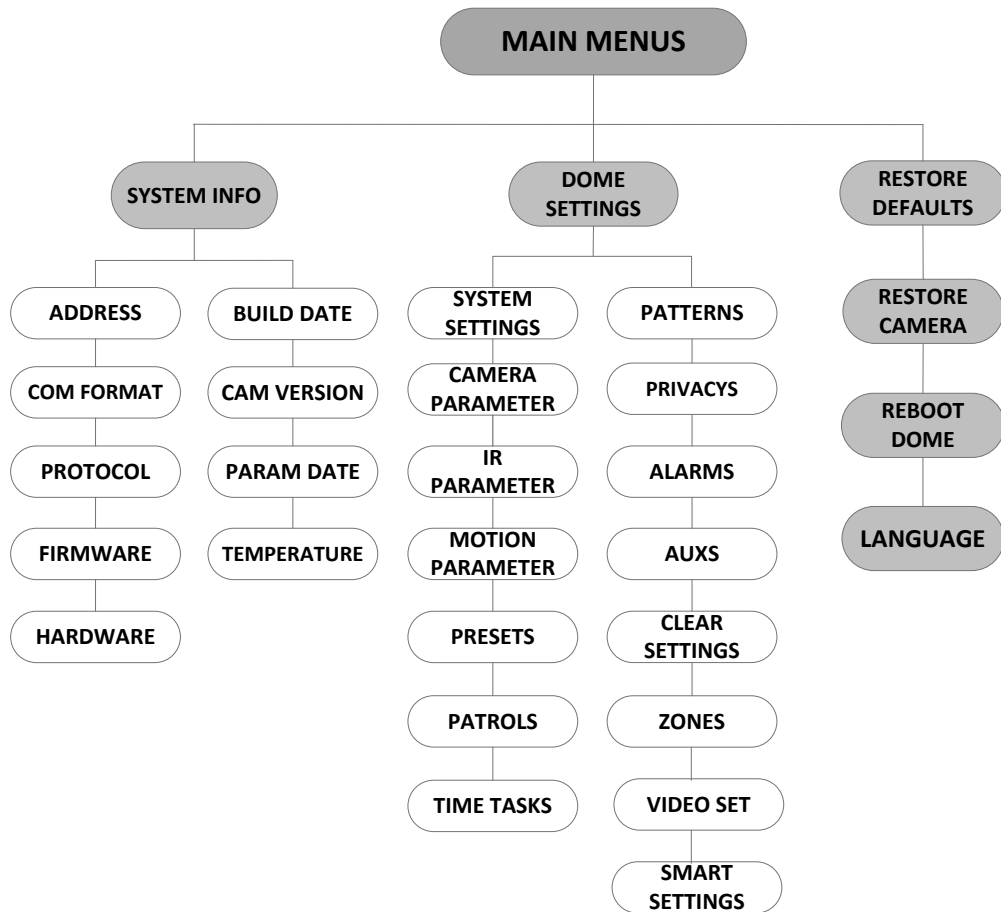 MAIN MENUS
SYSTEM INFO
DOME
SETTINGS
RESTORE
DEFAULTS
ADDRESS
COM FORMAT
PROTOCOL
FIRMWARE
HARDWARE
BUILD DATE
CAM VERSION
PARAM DATE
TEMPERATURE
SYSTEM
SETTINGS
CAMERA
PARAMETER
IR
PARAMETER
MOTION
PARAMETER
PRESETS
PATROLS
TIME TASKS
PATTERNS
PRIVACYS
ALARMS
AUXS
CLEAR
SETTINGS
ZONES
VIDEO SET
SMART
SETTINGS
RESTORE
CAMERA
REBOOT
DOME
LANGUAGE